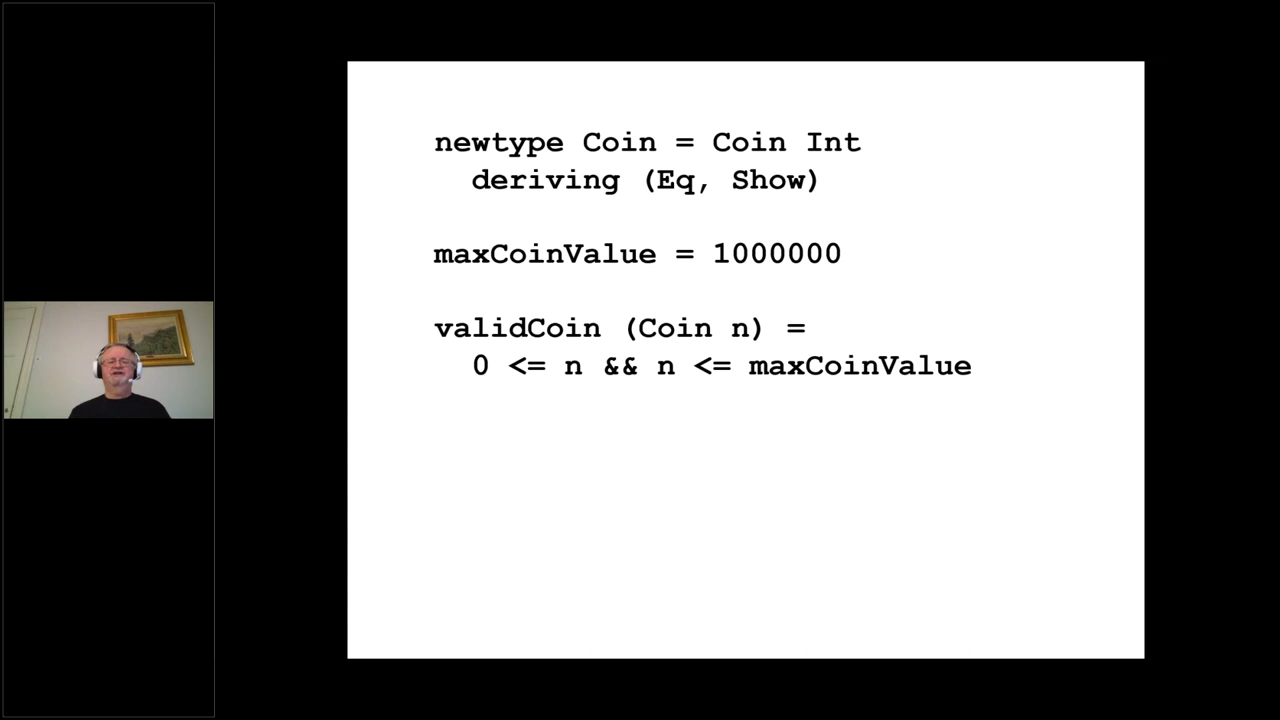 newtype Coin = Coin Int
deriving (Eq, Show)
maxCoinValue = 1000000
validCoin (Coin n) =
0 <= n && n <= maxCoinValue